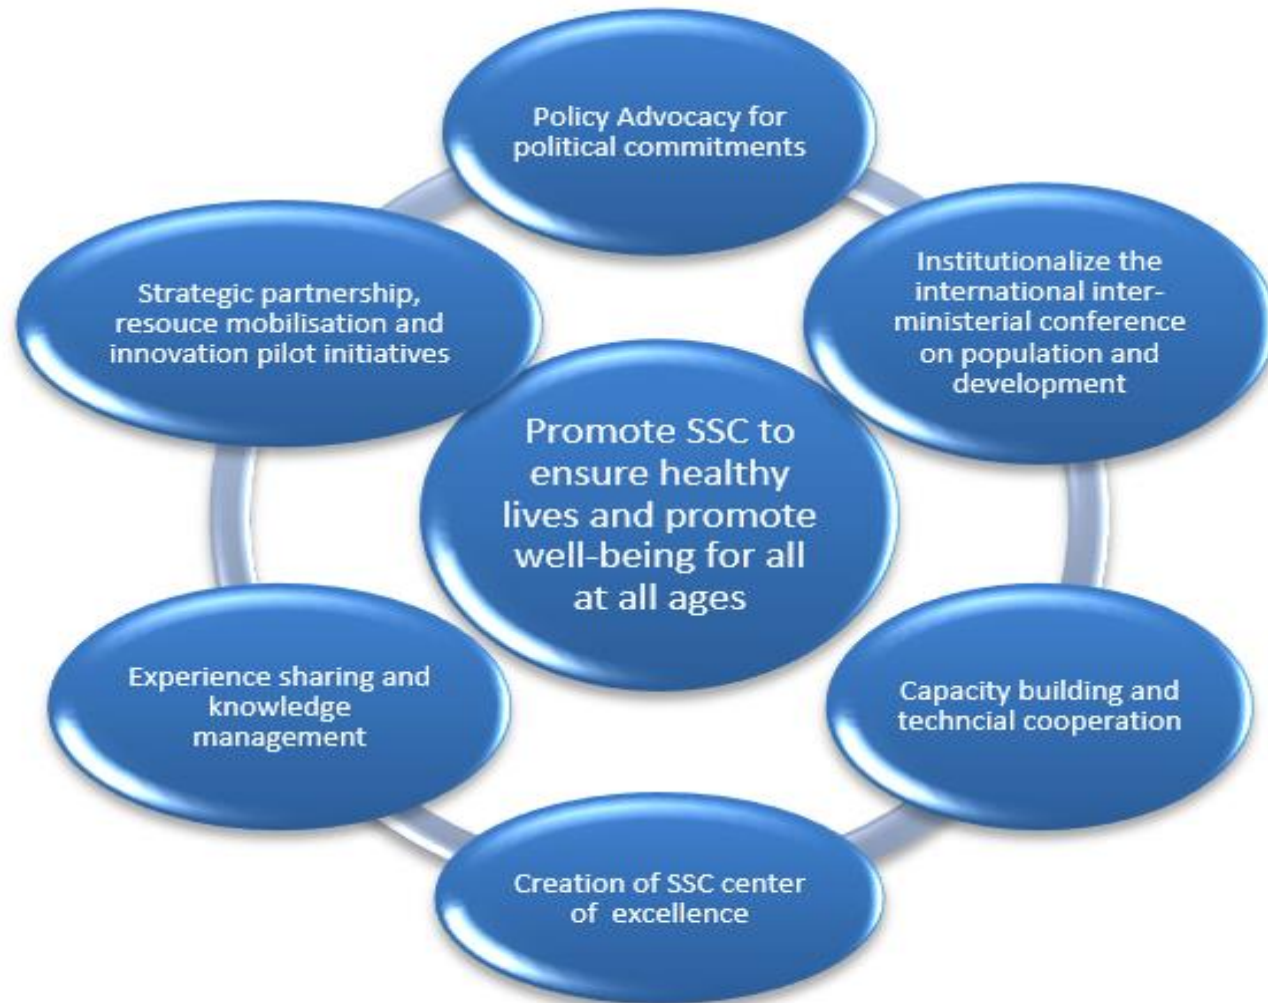 Policy Advocacy for
political commitments
Institutionalize the
international inter-
ministerial conference
on population and
development
Capacity building and
techncial cooperation
Creation of SSC center
of excellence
Experience sharing and
knowledge
management
Strategic partnership,
resouce mobilisation and
innovation pilot initiatives
Promote SSC to
ensure healthy
lives and promote
well-being for all
at all ages